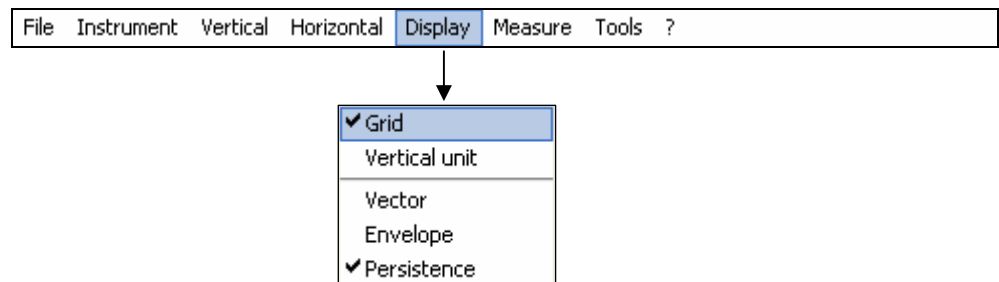 File Instrument Vertical Horizontal Display Measure Tools ?
Grid
Vertical unit
Vector
Envelope
Persistence